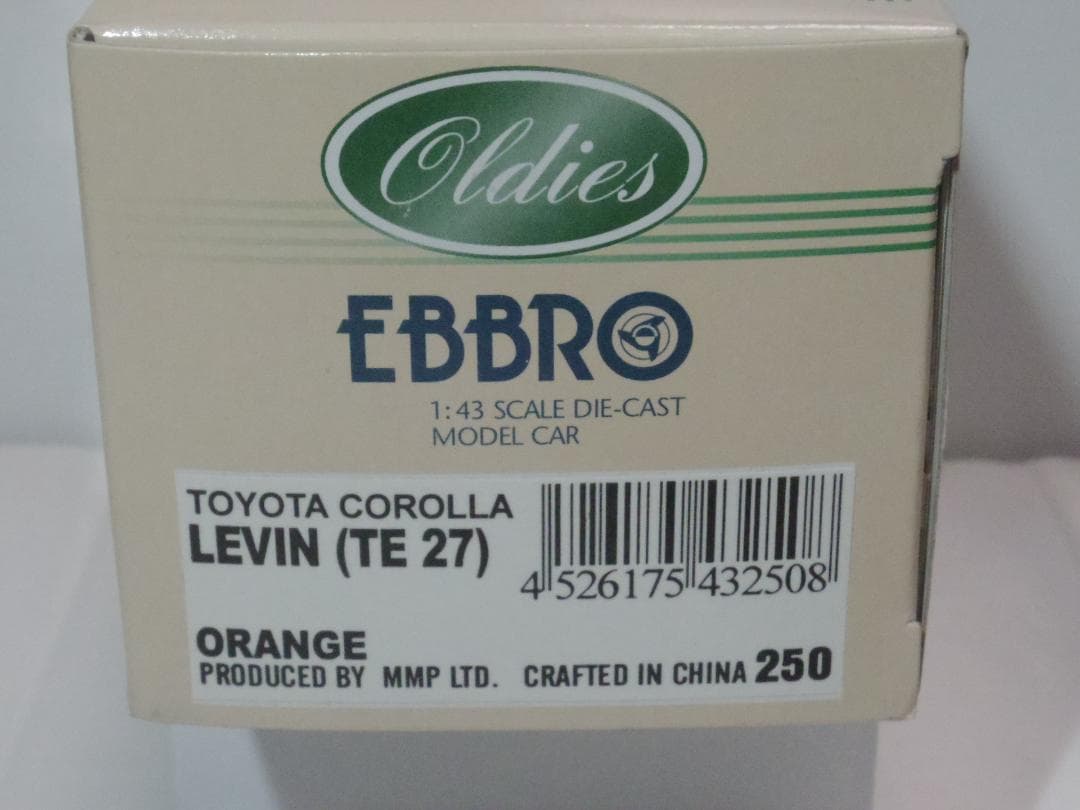 Oldies
EBBRO
1:43 SCALE DIE-CAST
MODEL CAR
TOYOTA COROLLA
LEVIN (TE 27)
4 526175 432508
ORANGE
PRODUCED BY MMP LTD. CRAFTED IN CHINA 250